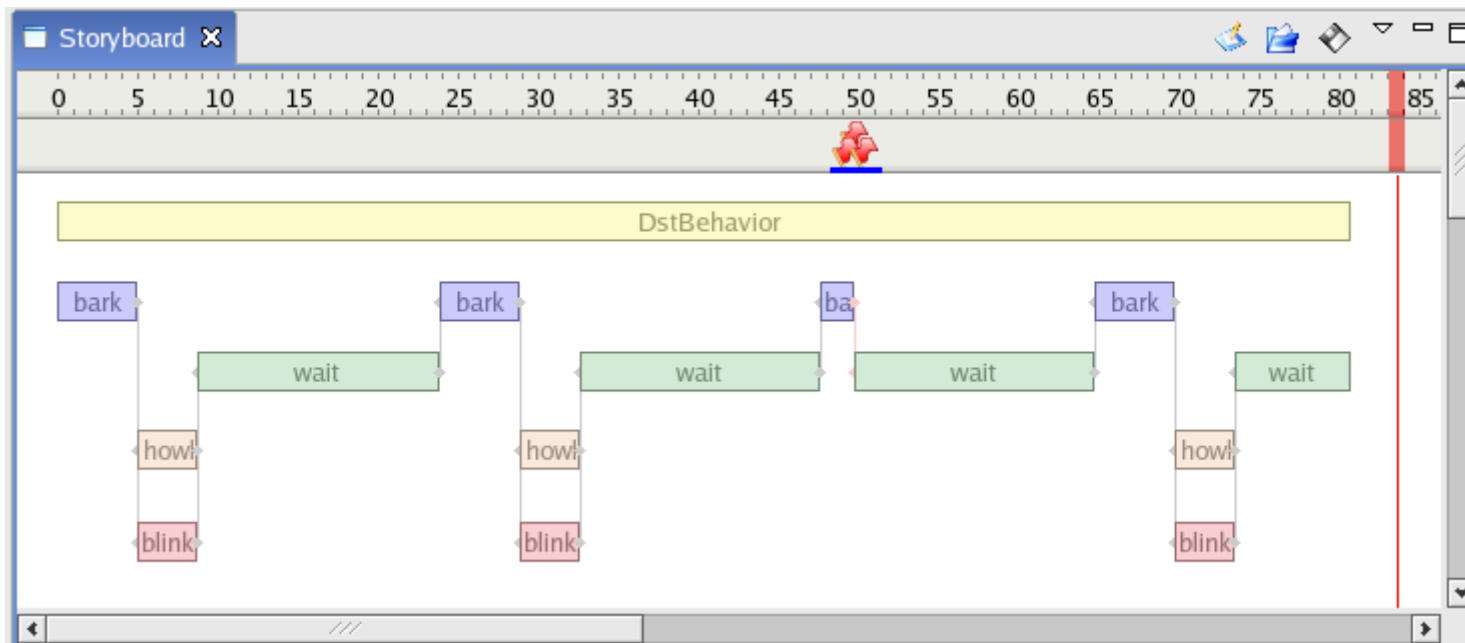 Storyboard
0 5 10 15 20 25 30 35 40 45 50 55 60 65 70 75 80 85
DstBehavior
bark bark ba bark
wait wait wait wait
howl howl howl
blink blink blink